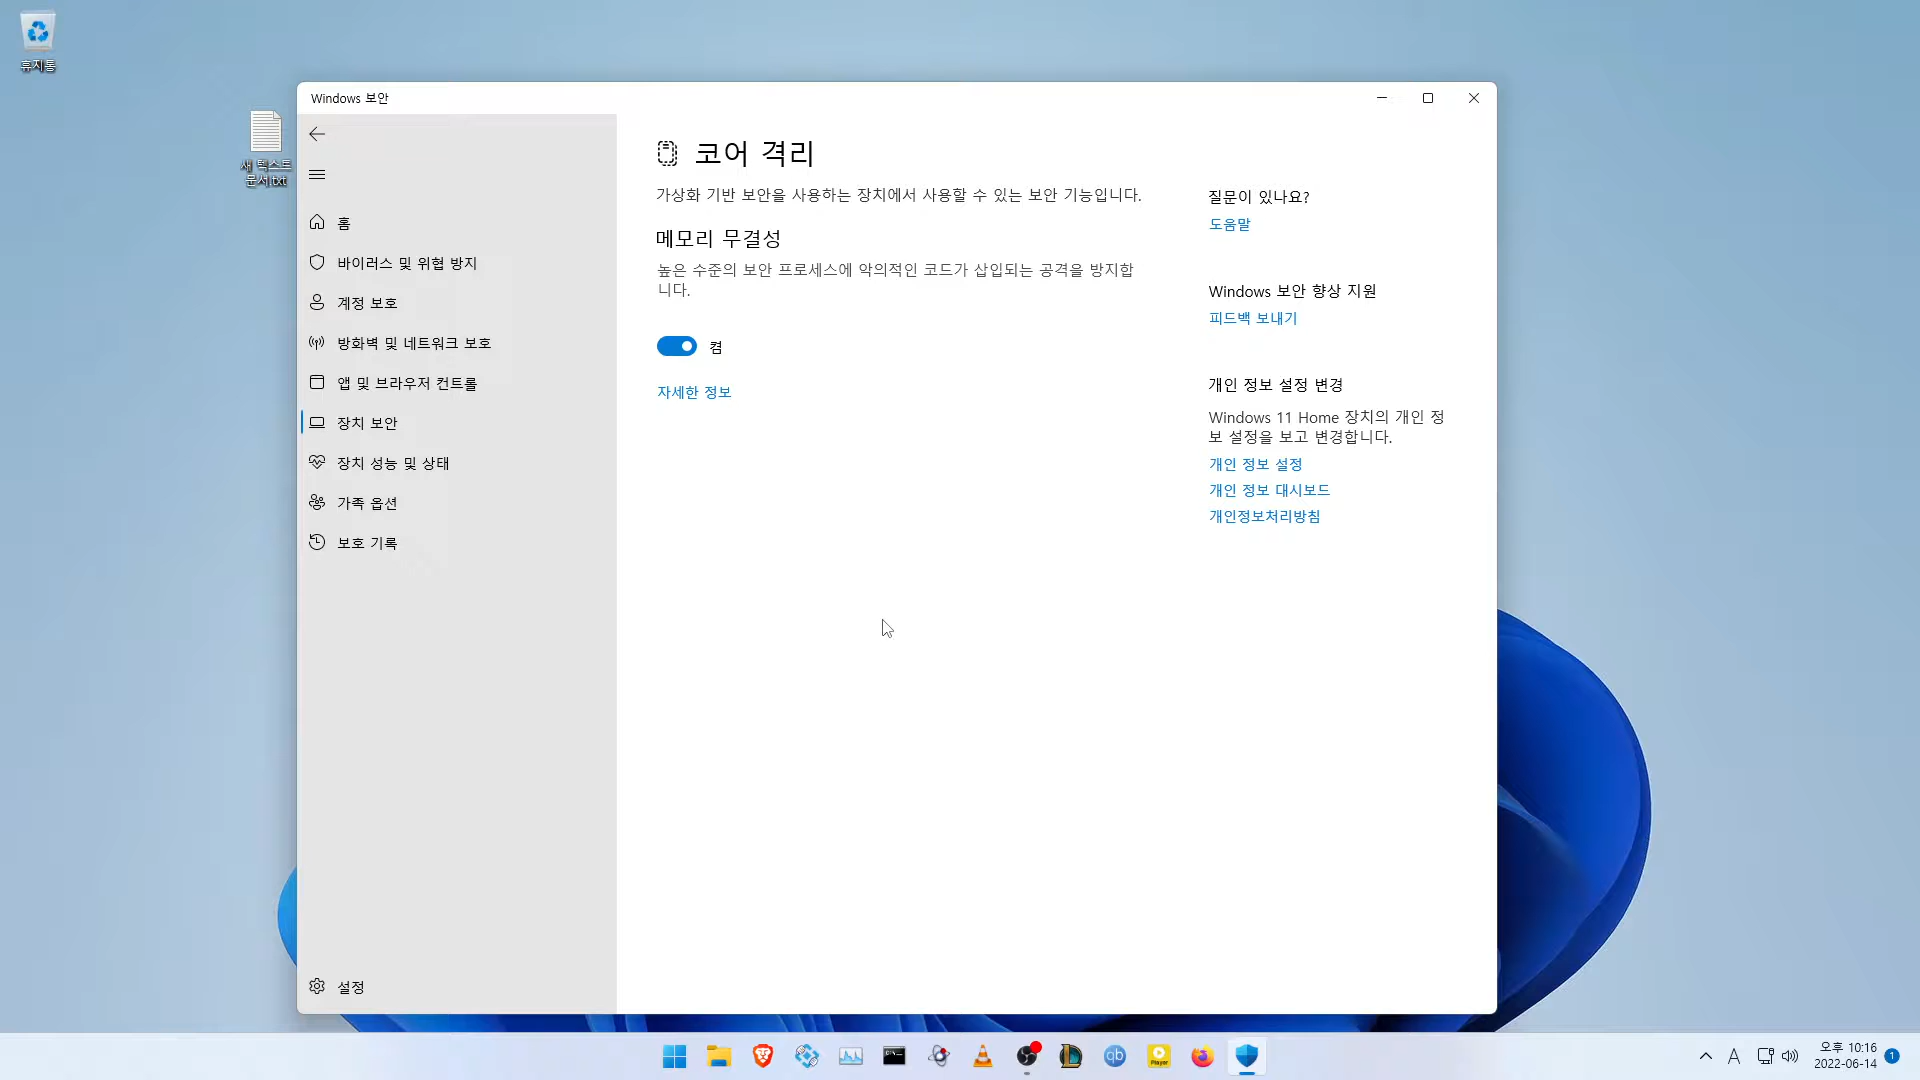 휴지통
새 텍스트
문서.txt
Windows 보안
홈
바이러스 및 위협 방지
계정 보호
방화벽 및 네트워크 보호
앱 및 브라우저 컨트롤
장치 보안
장치 성능 및 상태
가족 옵션
보호 기록
설정
코어 격리
가상화 기반 보안을 사용하는 장치에서 사용할 수 있는 보안 기능입니다.
메모리 무결성
높은 수준의 보안 프로세스에 악의적인 코드가 삽입되는 공격을 방지합
니다.
켬
자세한 정보
질문이 있나요?
도움말
Windows 보안 향상 지원
피드백 보내기
개인 정보 설정 변경
Windows 11 Home 장치의 개인 정
보 설정을 보고 변경합니다.
개인 정보 설정
개인 정보 대시보드
개인정보처리방침
qb
Player
A
오후 10:16
2022-06-14
1